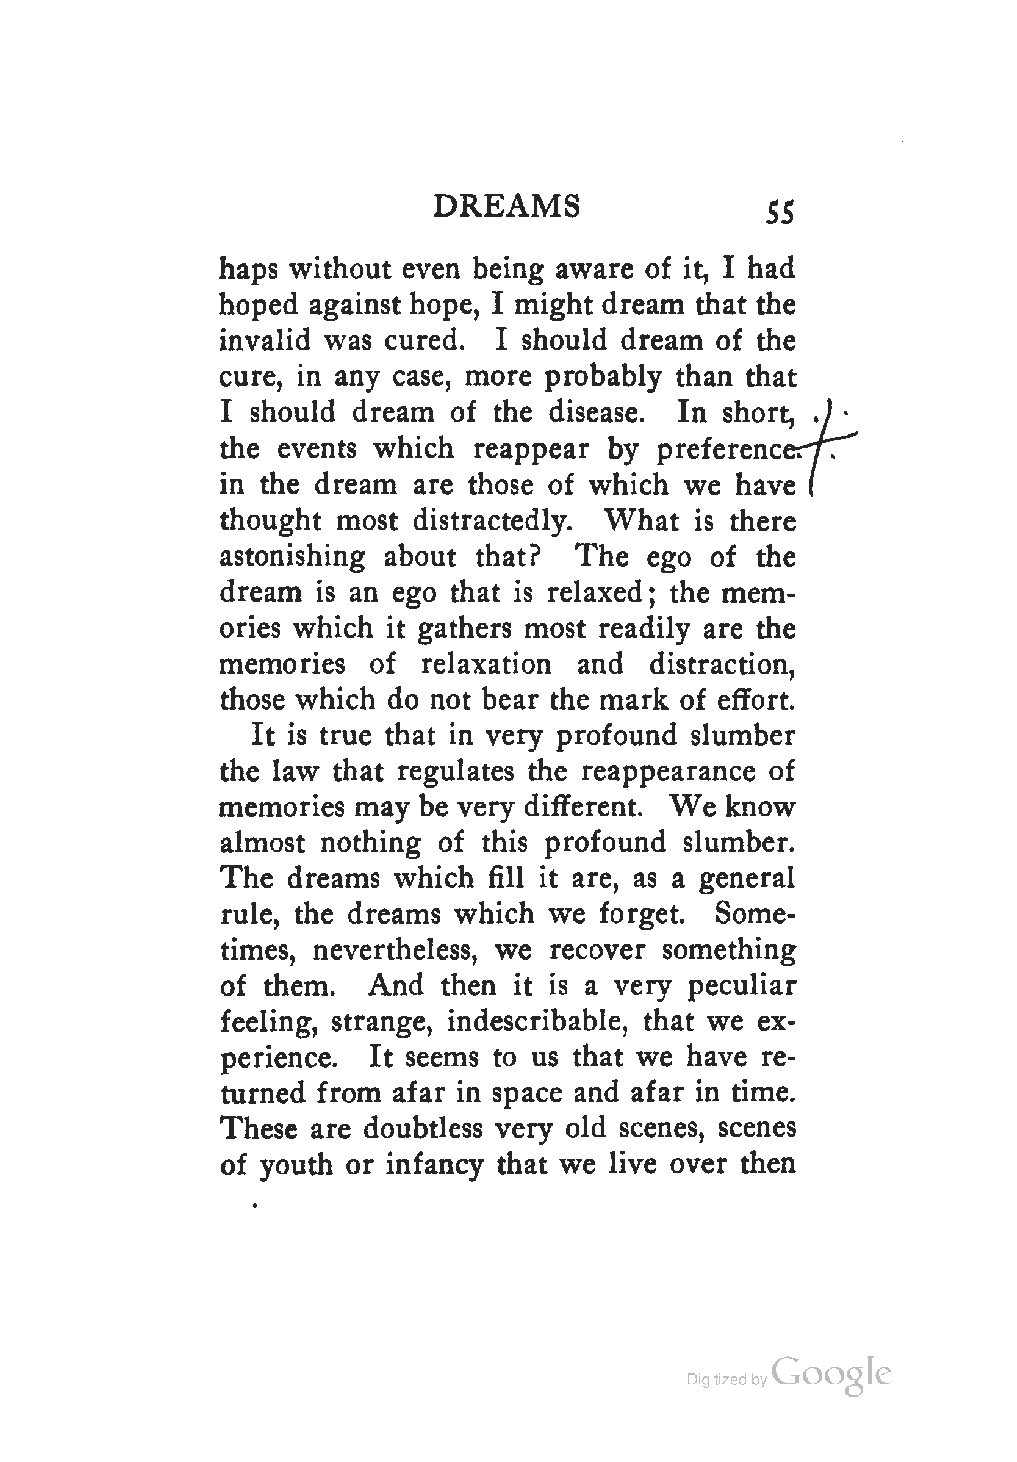 DREAMS 55
haps without even being aware of it, I had
hoped against hope, I might dream that the
invalid was cured. I should dream of the
cure, in any case, more probably than that
I should dream of the disease. In short,
the events which reappear by preference
in the dream are those of which we have
thought most distractedly. What is there
astonishing about that? The ego of the
dream is an ego that is relaxed; the mem-
ories which it gathers most readily are the
memories of relaxation and distraction,
those which do not bear the mark of effort.
It is true that in very profound slumber
the law that regulates the reappearance of
memories may be very different. We know
almost nothing of this profound slumber.
The dreams which fill it are, as a general
rule, the dreams which we forget. Some-
times, nevertheless, we recover something
of them. And then it is a very peculiar
feeling, strange, indescribable, that we ex-
perience. It seems to us that we have re-
turned from afar in space and afar in time.
These are doubtless very old scenes, scenes
of youth or infancy that we live over then
Digitized by Google